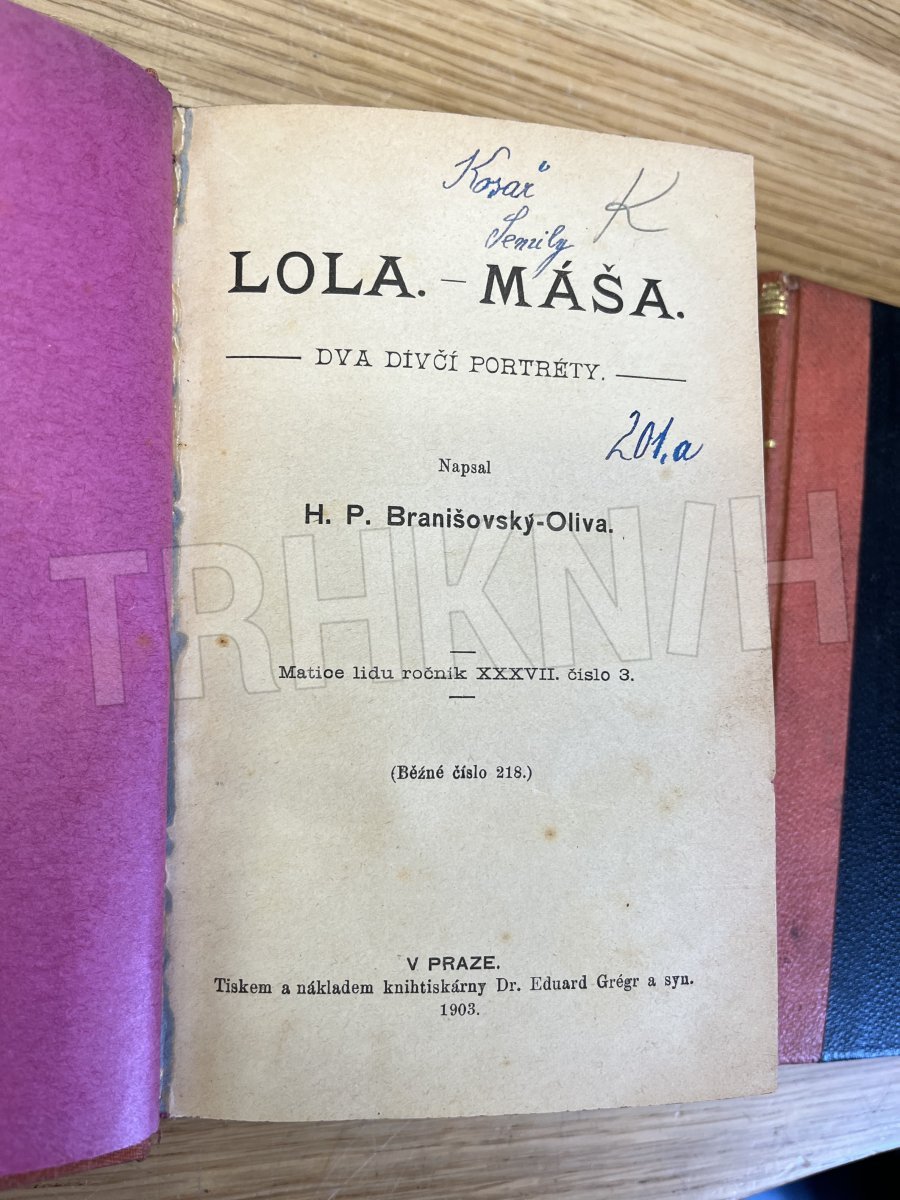 Kosař
Semily
K
LOLA. – MÁŠA.
DVA DÍVČÍ PORTRÉTY.
201.a
Napsal
H. P. Branišovský-Oliva.
TRHKNIH
Matice lidu ročník XXXVII. číslo 3.
(Běžné číslo 218.)
V PRAZE.
Tiskem a nákladem knihtiskárny Dr. Eduard Grégr a syn.
1903.